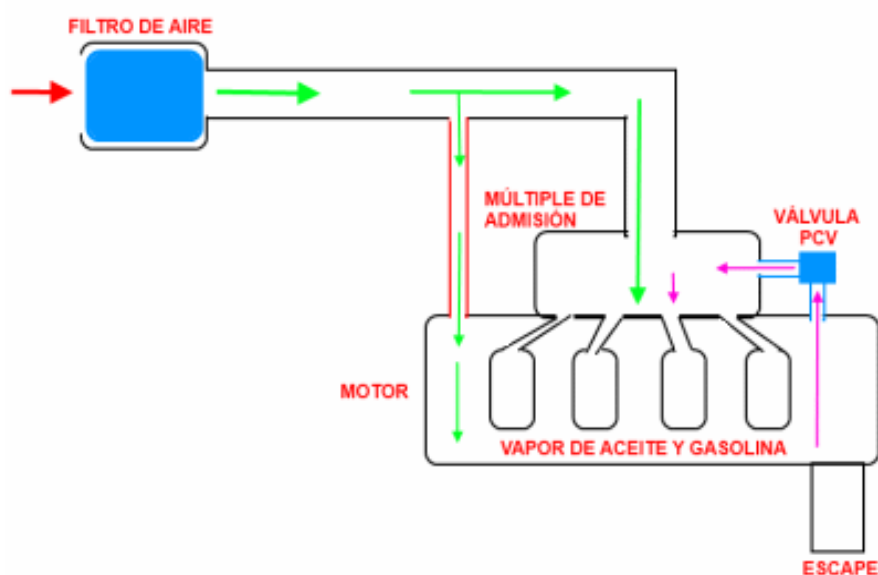 FILTRO DE AIRE
MÚLTIPLE DE
ADMISIÓN
VÁLVULA
PCV
MOTOR
VAPOR DE ACEITE Y GASOLINA
ESCAPE